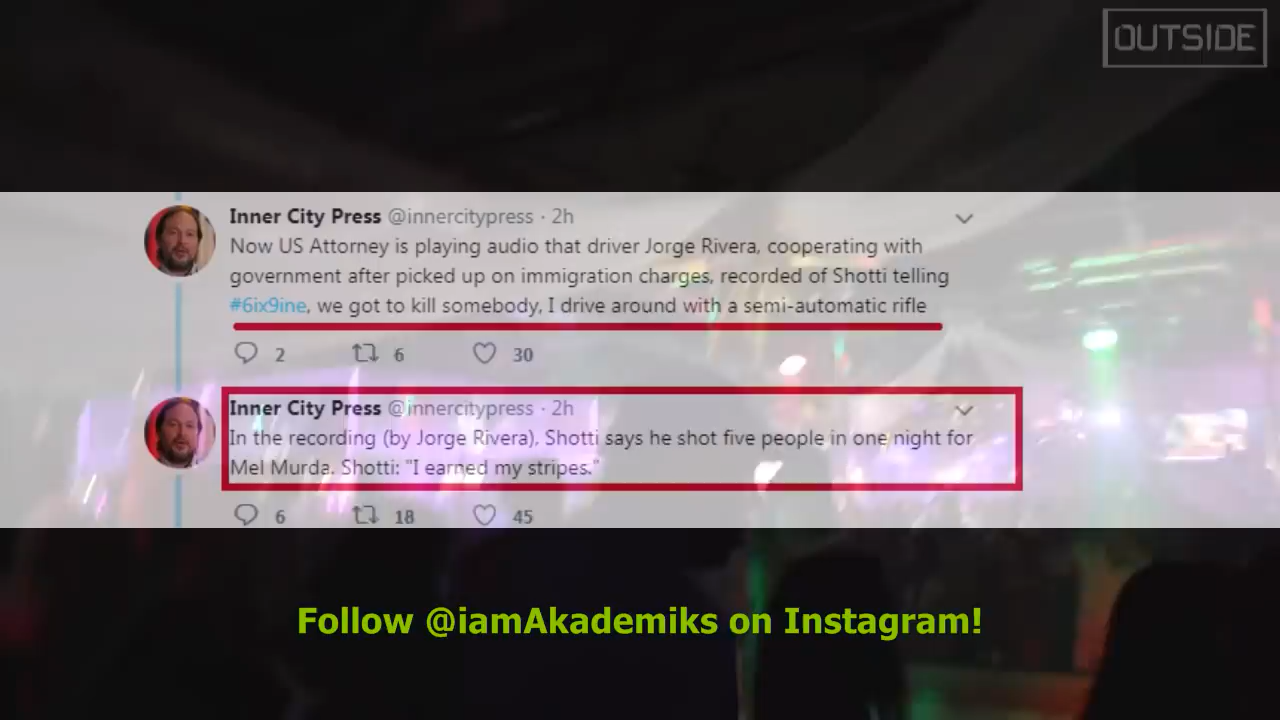 OUTSIDE
Inner City Press @innercitypress · 2h
Now US Attorney is playing audio that driver Jorge Rivera, cooperating with
government after picked up on immigration charges, recorded of Shotti telling
#6ix9ine, we got to kill somebody, I drive around with a semi-automatic rifle
2 6 30
Inner City Press @innercitypress · 2h
In the recording (by Jorge Rivera), Shotti says he shot five people in one night for
Mel Murda. Shotti: "I earned my stripes."
6 18 45
Follow @iamAkademiks on Instagram!